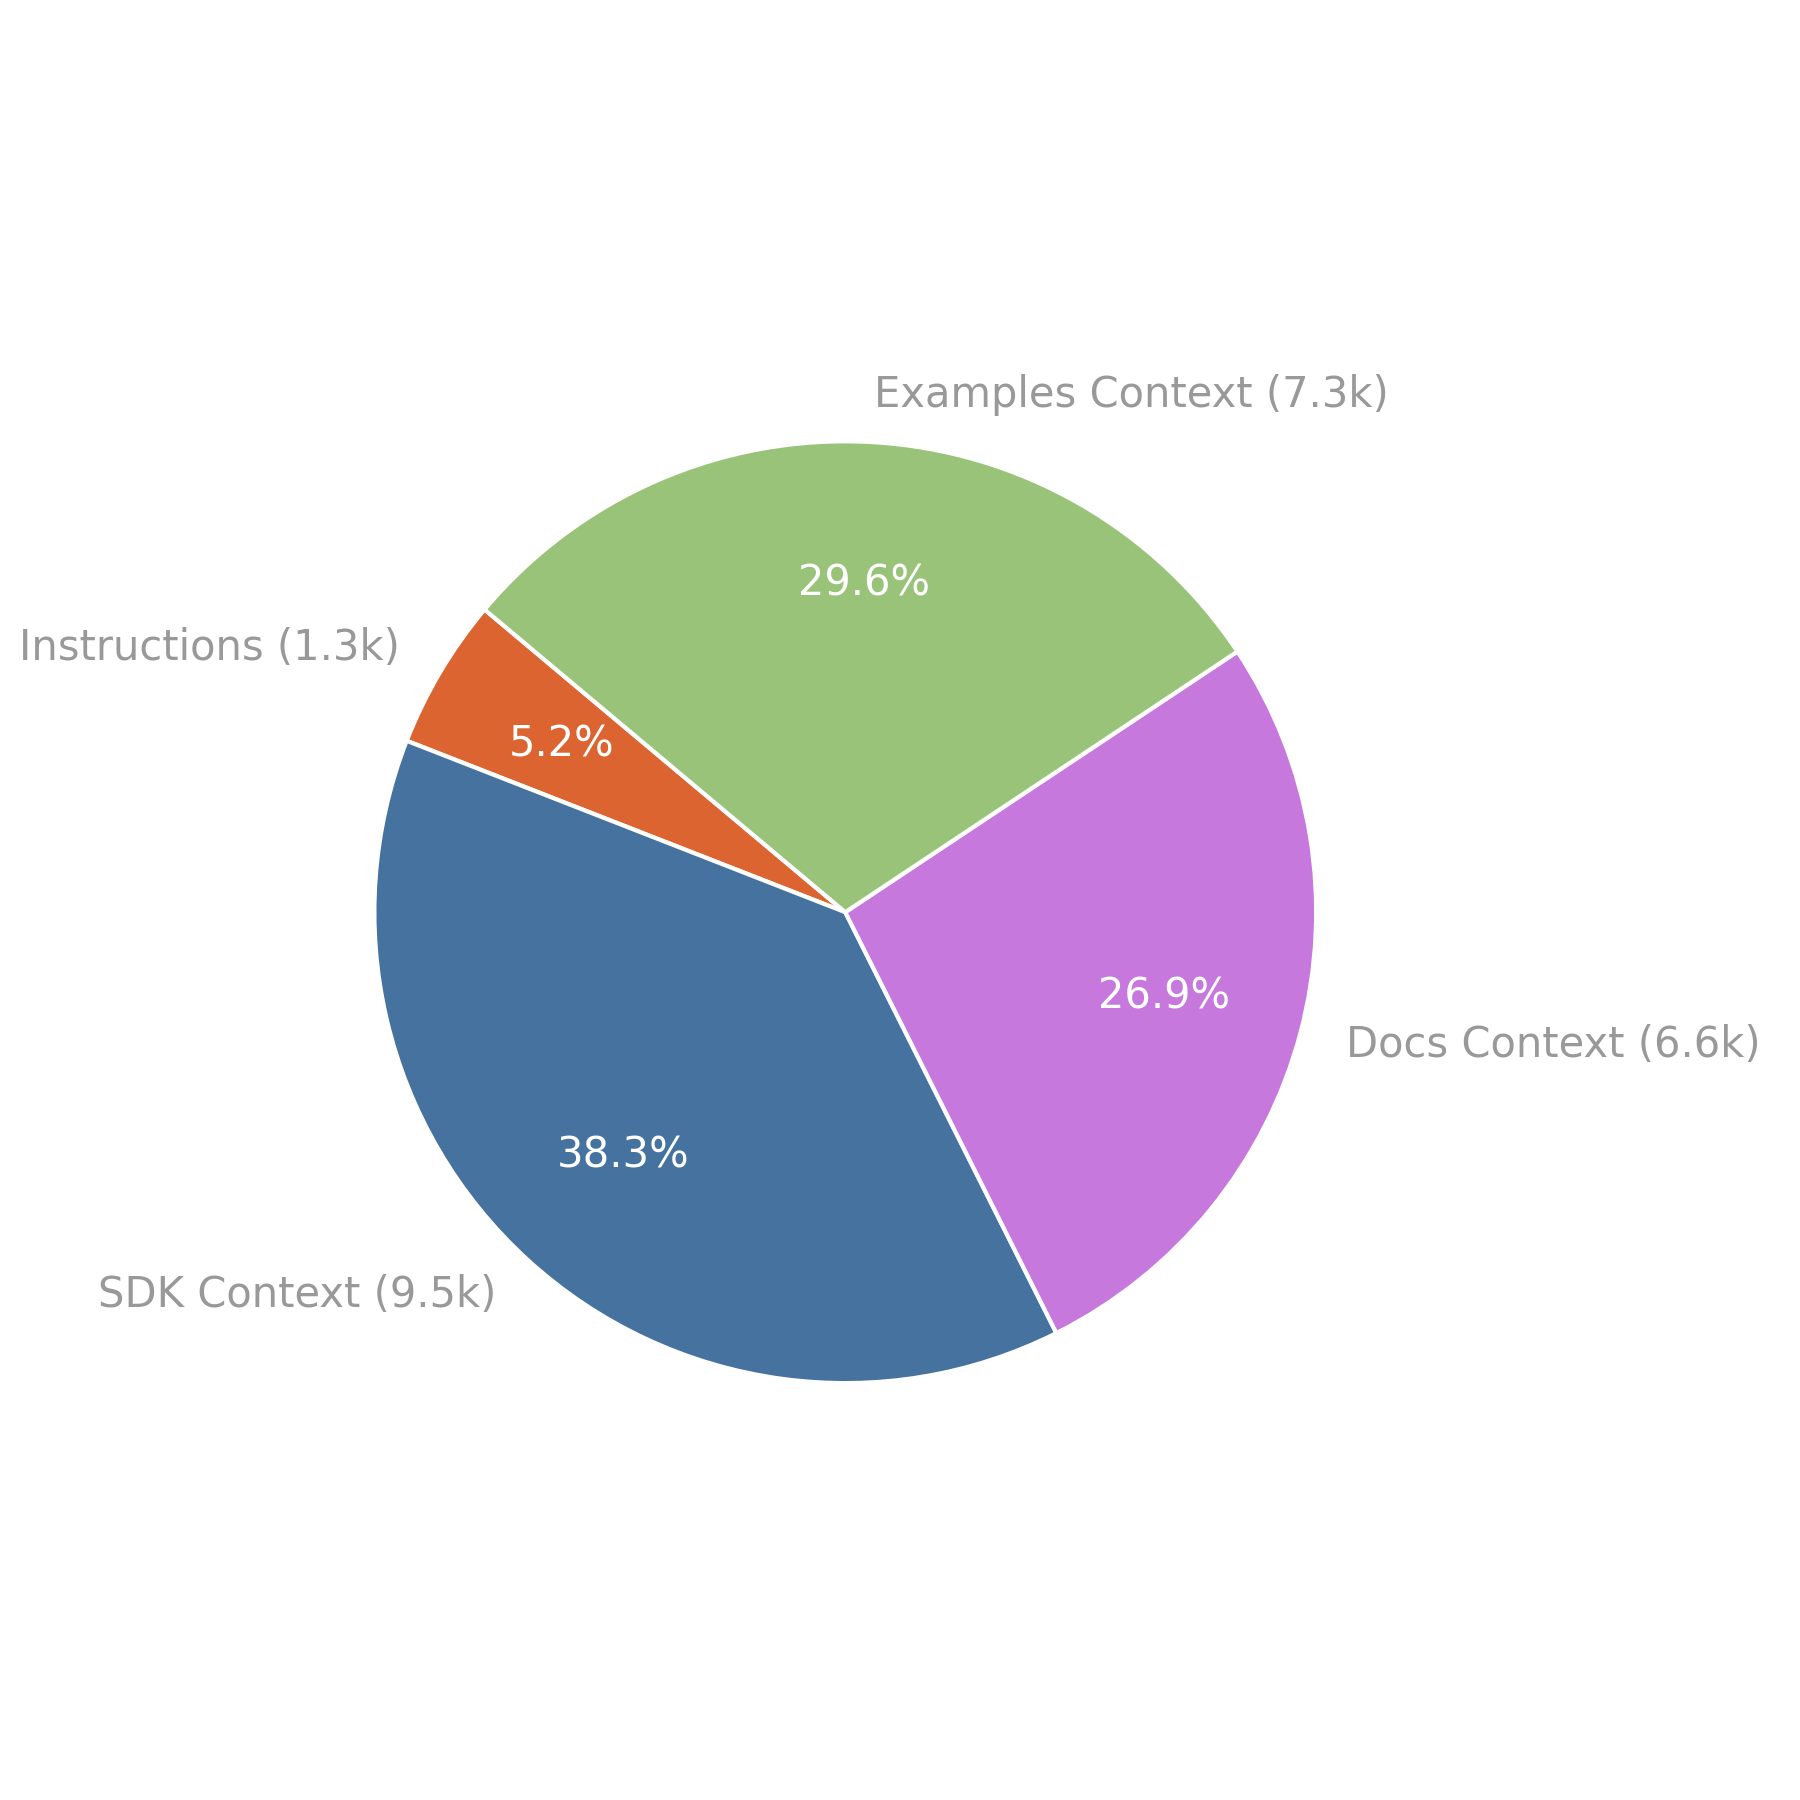 Examples Context (7.3k)
29.6%
Instructions (1.3k)
5.2%
26.9%
Docs Context (6.6k)
38.3%
SDK Context (9.5k)